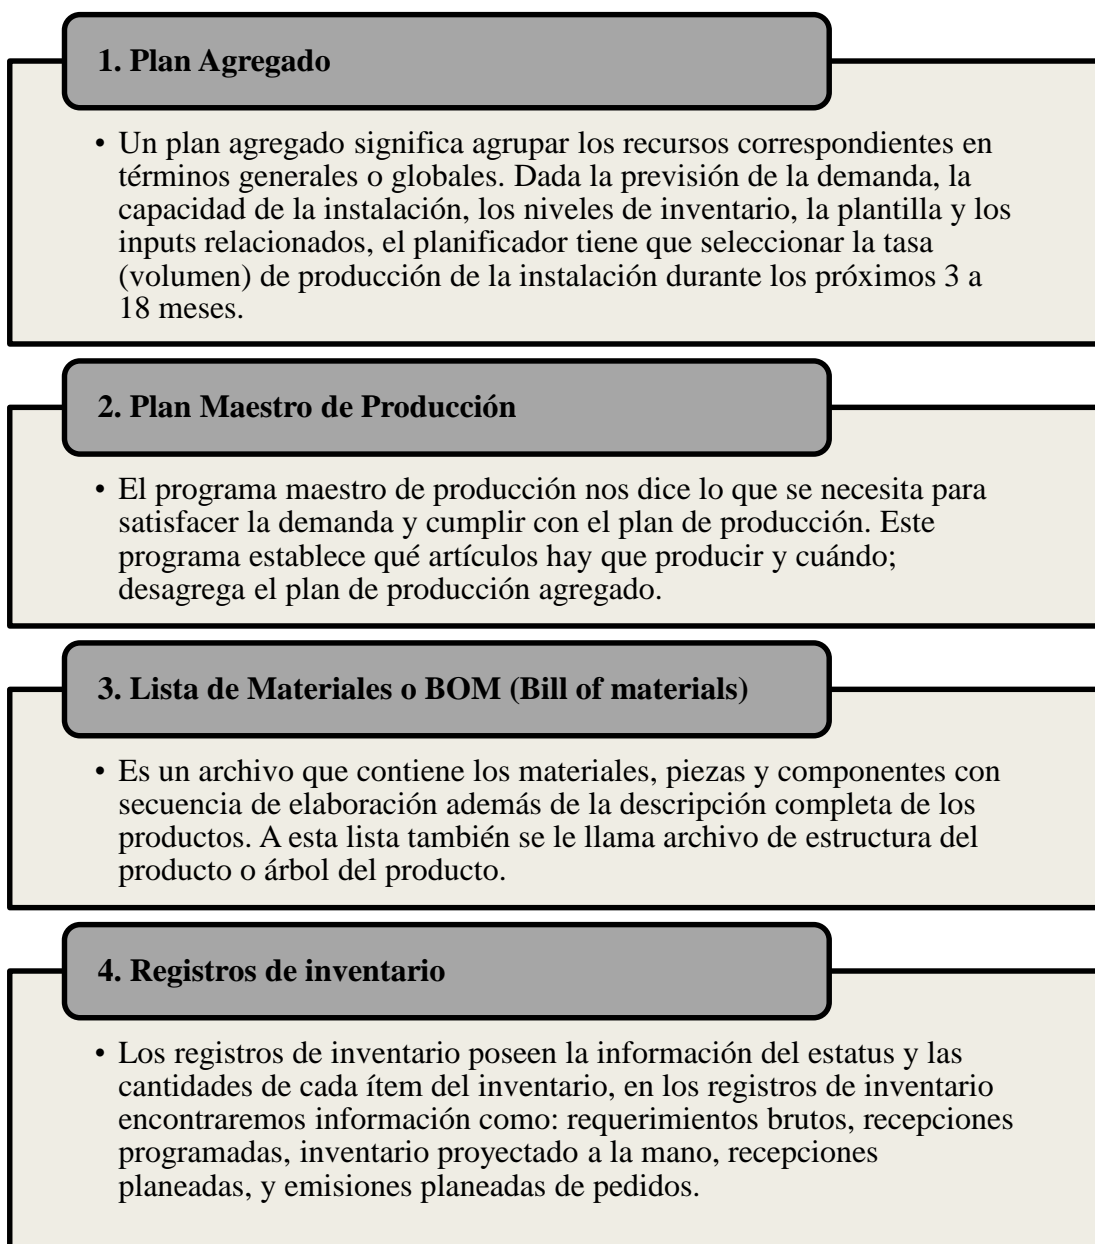 1. Plan Agregado
• Un plan agregado significa agrupar los recursos correspondientes en
términos generales o globales. Dada la previsión de la demanda, la
capacidad de la instalación, los niveles de inventario, la plantilla y los
inputs relacionados, el planificador tiene que seleccionar la tasa
(volumen) de producción de la instalación durante los próximos 3 a
18 meses.
2. Plan Maestro de Producción
• El programa maestro de producción nos dice lo que se necesita para
satisfacer la demanda y cumplir con el plan de producción. Este
programa establece qué artículos hay que producir y cuándo;
desagrega el plan de producción agregado.
3. Lista de Materiales o BOM (Bill of materials)
• Es un archivo que contiene los materiales, piezas y componentes con
secuencia de elaboración además de la descripción completa de los
productos. A esta lista también se le llama archivo de estructura del
producto o árbol del producto.
4. Registros de inventario
• Los registros de inventario poseen la información del estatus y las
cantidades de cada ítem del inventario, en los registros de inventario
encontraremos información como: requerimientos brutos, recepciones
programadas, inventario proyectado a la mano, recepciones
planeadas, y emisiones planeadas de pedidos.